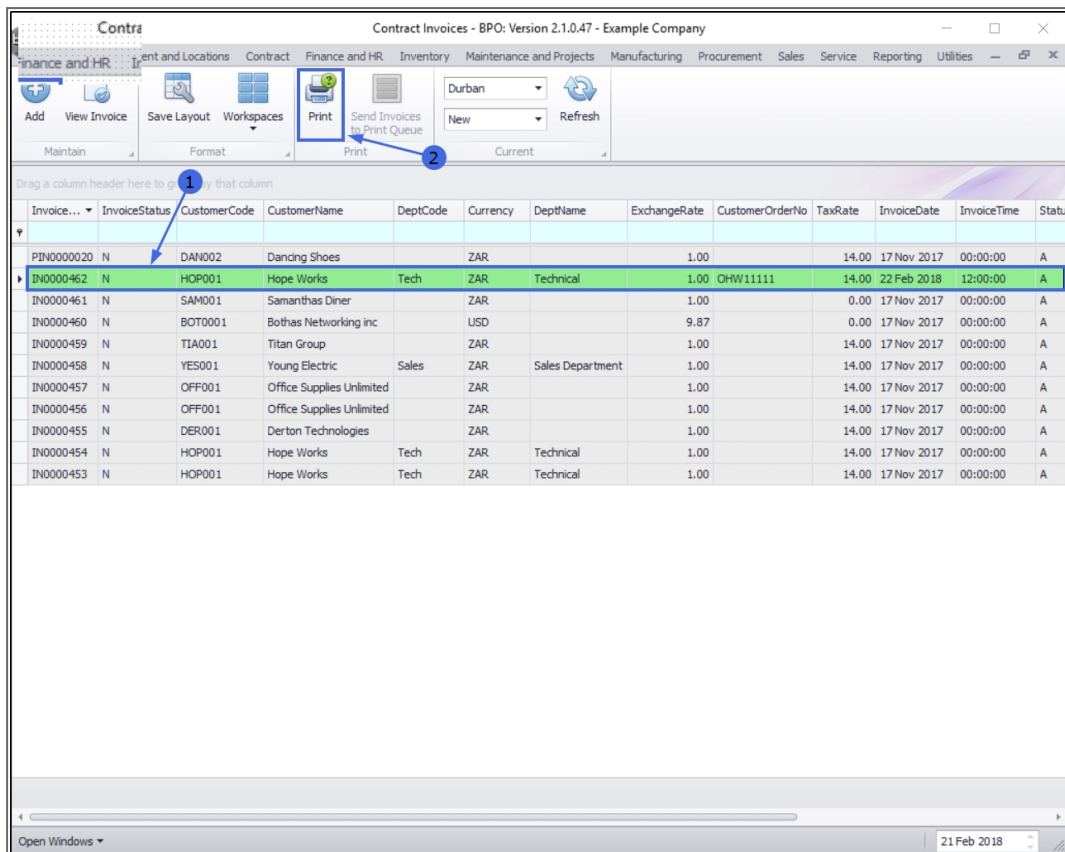 Contra
Contract Invoices - BPO: Version 2.1.0.47 - Example Company
Finance and HR
ent and Locations Contract Finance and HR Inventory Maintenance and Projects Manufacturing Procurement Sales Service Reporting Utilities
Durban
New
Add View Invoice Save Layout Workspaces Print Send Invoices to Print Queue Refresh
Maintain Format Print Current
2
1
Drag a column header here to group by that column
Invoice... InvoiceStatus CustomerCode CustomerName DeptCode Currency DeptName ExchangeRate CustomerOrderNo TaxRate InvoiceDate InvoiceTime Statu
PIN0000020 N DAN002 Dancing Shoes ZAR 1.00 14.00 17 Nov 2017 00:00:00 A
IN0000462 N HOP001 Hope Works Tech ZAR Technical 1.00 OHW11111 14.00 22 Feb 2018 12:00:00 A
IN0000461 N SAM001 Samanthas Diner ZAR 1.00 0.00 17 Nov 2017 00:00:00 A
IN0000460 N BOT0001 Bothas Networking inc USD 9.87 0.00 17 Nov 2017 00:00:00 A
IN0000459 N TIA001 Titan Group ZAR 1.00 14.00 17 Nov 2017 00:00:00 A
IN0000458 N YES001 Young Electric Sales ZAR Sales Department 1.00 14.00 17 Nov 2017 00:00:00 A
IN0000457 N OFF001 Office Supplies Unlimited ZAR 1.00 14.00 17 Nov 2017 00:00:00 A
IN0000456 N OFF001 Office Supplies Unlimited ZAR 1.00 14.00 17 Nov 2017 00:00:00 A
IN0000455 N DER001 Derton Technologies ZAR 1.00 14.00 17 Nov 2017 00:00:00 A
IN0000454 N HOP001 Hope Works Tech ZAR Technical 1.00 14.00 17 Nov 2017 00:00:00 A
IN0000453 N HOP001 Hope Works Tech ZAR Technical 1.00 14.00 17 Nov 2017 00:00:00 A
Open Windows 21 Feb 2018